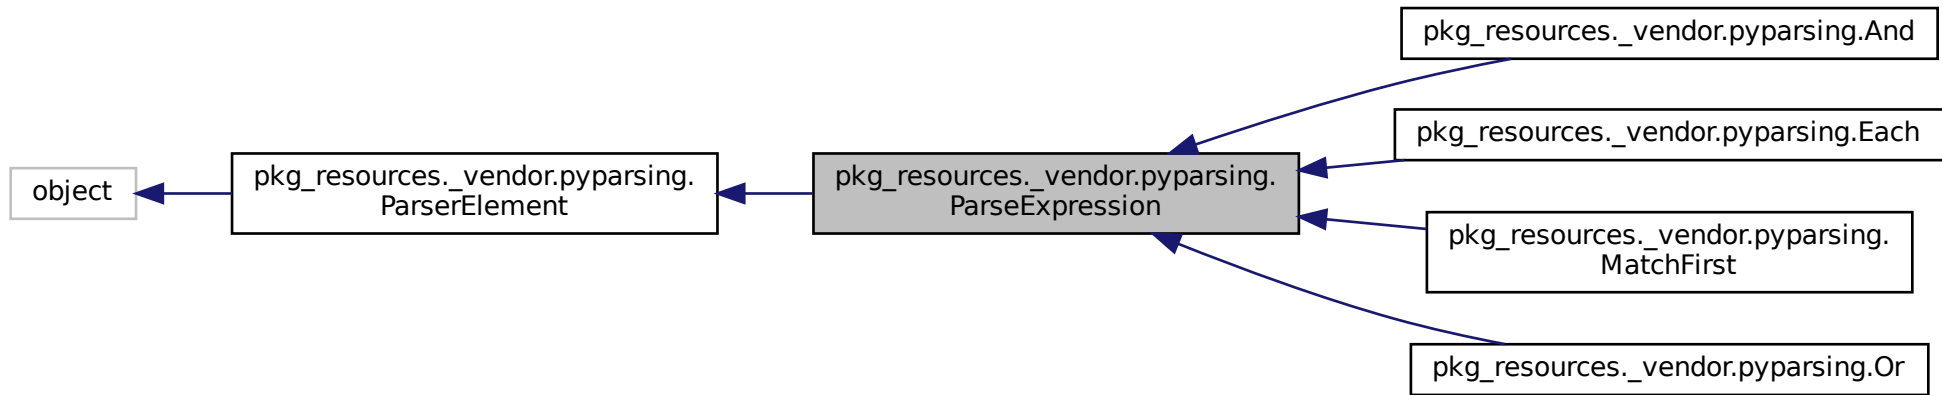 object
pkg_resources._vendor.pyparsing.
ParserElement
pkg_resources._vendor.pyparsing.
ParseExpression
pkg_resources._vendor.pyparsing.And
pkg_resources._vendor.pyparsing.Each
pkg_resources._vendor.pyparsing.
MatchFirst
pkg_resources._vendor.pyparsing.Or